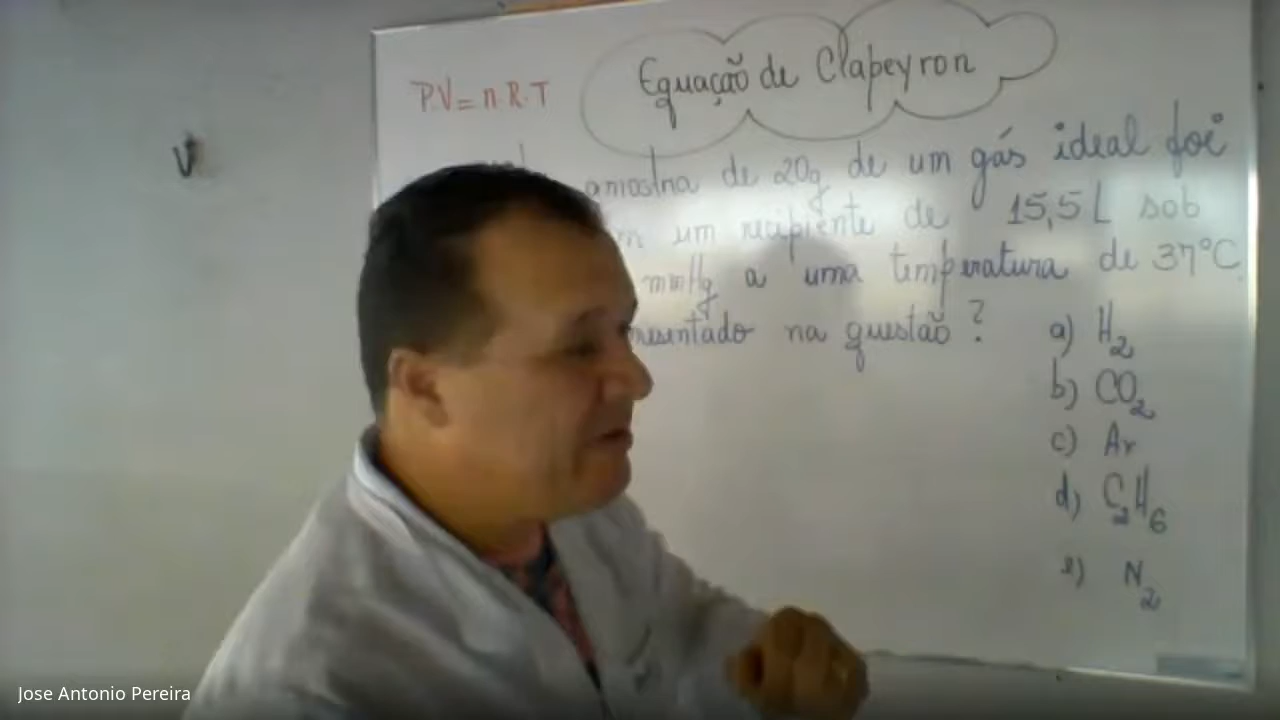 Equação de Clapeyron
PV = n.R.T
amostra de 20g de um gás ideal foi
um recipiente de 15,5 L sob
mmHg a uma temperatura de 37°C
na questão ? a) H2
b) CO2
c) Ar
d) C2H6
e) N2
Jose Antonio Pereira